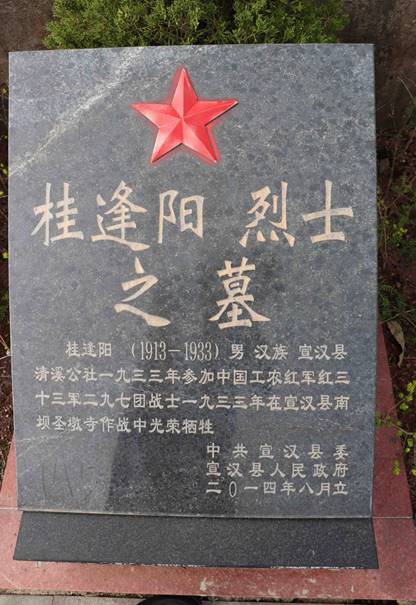 桂逢阳 烈士
之墓
桂逢阳 （1913－1933）男 汉族 宣汉县
清溪公社一九三三年参加中国工农红军红三
十三军二九七团战士一九三三年在宣汉县南
坝圣墩寺作战中光荣牺牲
中共宣汉县委
宣汉县人民政府
二〇一四年八月立